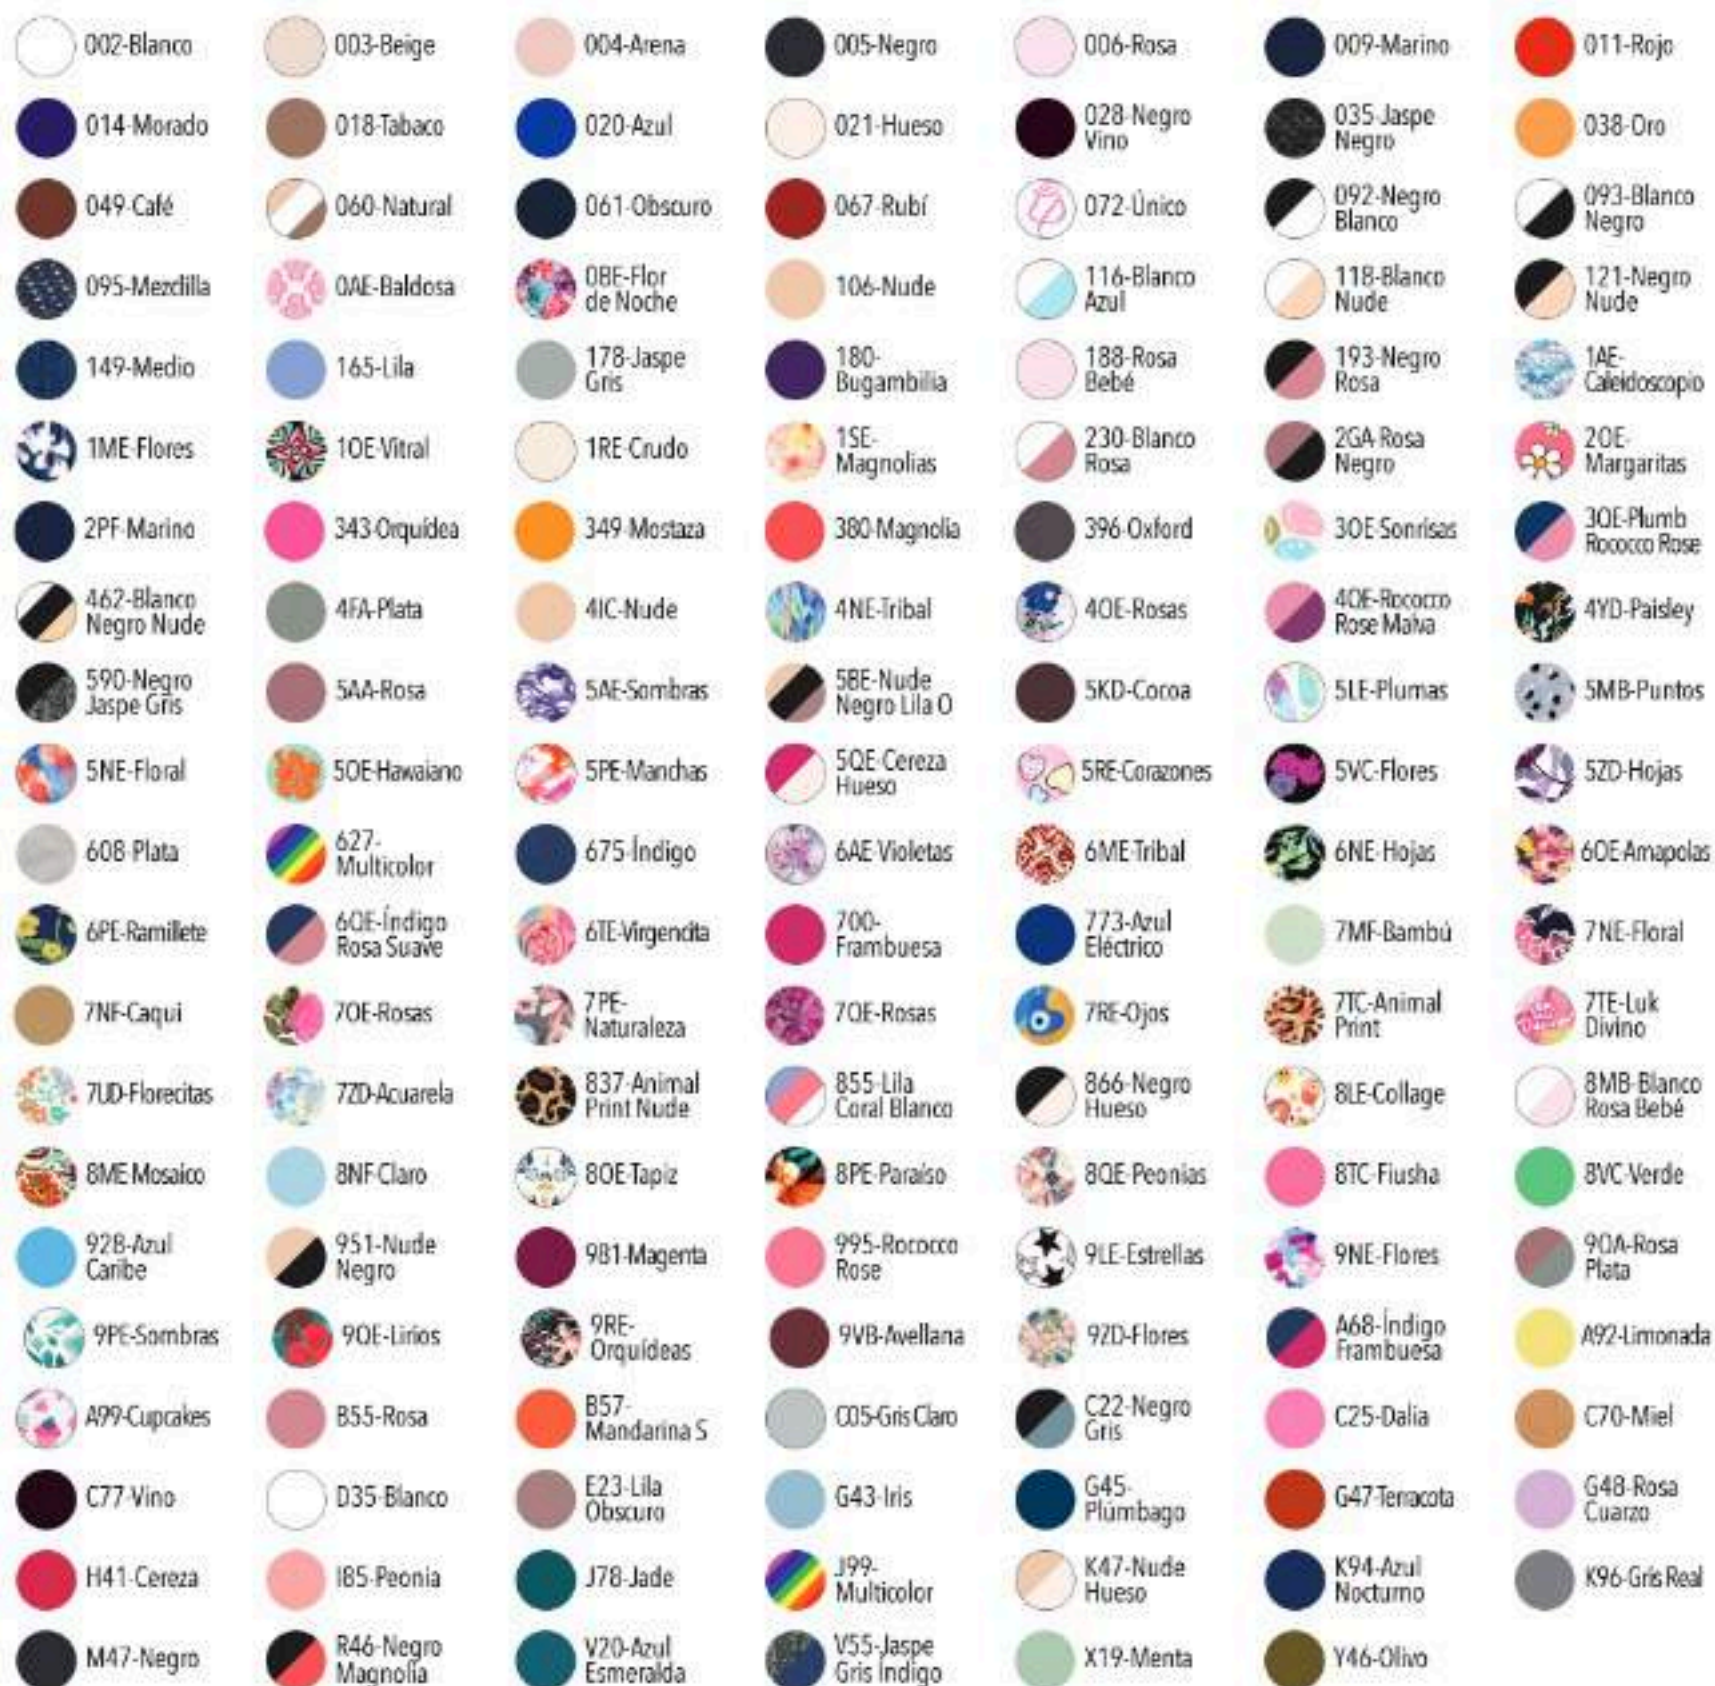 002-Blanco
003-Beige
004-Arena
005-Negro
006-Rosa
009-Marino
011-Rojo
014-Morado
018-Tabaco
020-Azul
021-Hueso
028-Negro
Vino
035-Jaspe
Negro
038-Oro
049-Café
060-Natural
061-Obscuro
067-Rubí
072-Único
092-Negro
Blanco
093-Blanco
Negro
095-Mezclilla
0AE-Baldosa
0BE-Flor
de Noche
106-Nude
116-Blanco
Azul
118-Blanco
Nude
121-Negro
Nude
149-Medio
165-Lila
178-Jaspe
Gris
180-
Bugambilia
188-Rosa
Bebé
193-Negro
Rosa
1AE-
Caleidoscopio
1ME-Flores
1OE-Vitral
1RE-Crudo
1SE-
Magnolias
230-Blanco
Rosa
2GA-Rosa
Negro
2OE-
Margaritas
2PF-Marino
343-Orquídea
349-Mostaza
380-Magnolia
396-Oxford
3OE-Sonrisas
3QE-Plumb
Rococco Rose
462-Blanco
Negro Nude
4FA-Plata
4IC-Nude
4NE-Tribal
4OE-Rosas
4QE-Rococco
Rose Malva
4YD-Paisley
590-Negro
Jaspe Gris
5AA-Rosa
5AE-Sombras
5BE-Nude
Negro Lila O
5KD-Cocoa
5LE-Plumas
5MB-Puntos
5NE-Floral
5OE-Hawaiano
5PE-Manchas
5QE-Cereza
Hueso
5RE-Corazones
5VC-Flores
5ZD-Hojas
608-Plata
627-
Multicolor
675-Índigo
6AE-Violetas
6ME-Tribal
6NE-Hojas
6OE-Amapolas
6PE-Ramillete
6QE-Índigo
Rosa Suave
6TE-Virgencita
700-
Frambuesa
773-Azul
Eléctrico
7MF-Bambú
7NE-Floral
7NF-Caqui
7OE-Rosas
7PE-
Naturaleza
7QE-Rosas
7RE-Ojos
7TC-Animal
Print
7TE-Luk
Divino
7UD-Florecitas
7ZD-Acuarela
837-Animal
Print Nude
855-Lila
Coral Blanco
866-Negro
Hueso
8LE-Collage
8MB-Blanco
Rosa Bebé
8ME-Mosaico
8NF-Claro
8OE-Tapiz
8PE-Paraíso
8QE-Peonias
8TC-Fiusha
8VC-Verde
928-Azul
Caribe
951-Nude
Negro
981-Magenta
995-Rococco
Rose
9LE-Estrellas
9NE-Flores
9OA-Rosa
Plata
9PE-Sombras
9QE-Lirios
9RE-
Orquídeas
9VB-Avellana
9ZD-Flores
A68-Índigo
Frambuesa
A92-Limonada
A99-Cupcakes
B55-Rosa
B57-
Mandarina S
C05-Gris Claro
C22-Negro
Gris
C25-Dalia
C70-Miel
C77-Vino
D35-Blanco
E23-Lila
Obscuro
G43-Iris
G45-
Plúmbago
G47-Terracota
G48-Rosa
Cuarzo
H41-Cereza
I85-Peonia
J78-Jade
J99-
Multicolor
K47-Nude
Hueso
K94-Azul
Nocturno
K96-Gris Real
M47-Negro
R46-Negro
Magnolia
V20-Azul
Esmeralda
V55-Jaspe
Gris Índigo
X19-Menta
Y46-Olivo